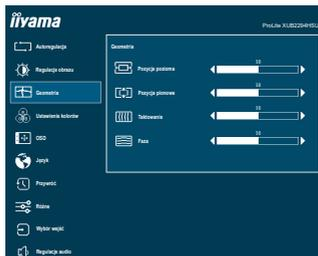 iiyama
ProLite XUB2294HSU
Autoregulacja
Regulacja obrazu
Geometria
Ustawienia kolorów
OSD
Język
Przywróć
Różne
Wybór wejść
Regulacje audio
Geometria
Pozycja pozioma
50
Pozycja pionowa
50
Taktowanie
50
Faza
50